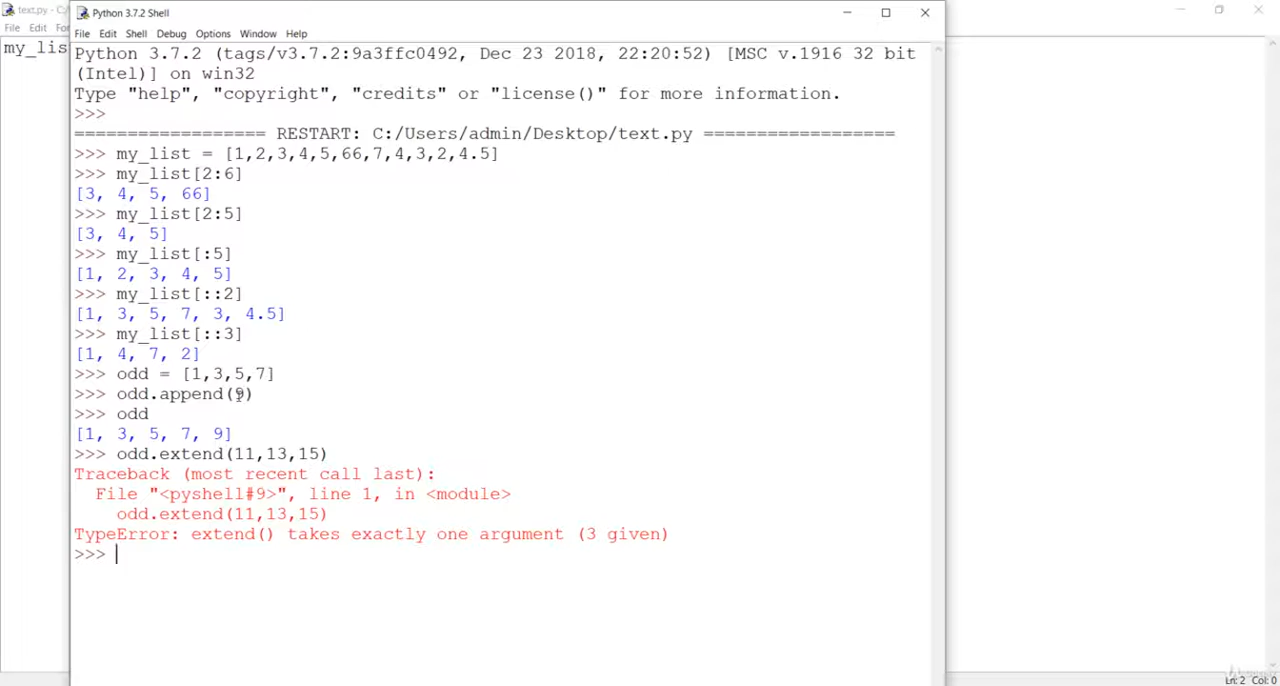 text.py - C:/
Python 3.7.2 Shell
File Edit For
File Edit Shell Debug Options Window Help
my_lis
Python 3.7.2 (tags/v3.7.2:9a3ffc0492, Dec 23 2018, 22:20:52) [MSC v.1916 32 bit
(Intel)] on win32
Type "help", "copyright", "credits" or "license()" for more information.
>>>
================== RESTART: C:/Users/admin/Desktop/text.py ==================
>>> my_list = [1,2,3,4,5,66,7,4,3,2,4.5]
>>> my_list[2:6]
[3, 4, 5, 66]
>>> my_list[2:5]
[3, 4, 5]
>>> my_list[:5]
[1, 2, 3, 4, 5]
>>> my_list[::2]
[1, 3, 5, 7, 3, 4.5]
>>> my_list[::3]
[1, 4, 7, 2]
>>> odd = [1,3,5,7]
>>> odd.append(9)
>>> odd
[1, 3, 5, 7, 9]
>>> odd.extend(11,13,15)
Traceback (most recent call last):
  File "<pyshell#9>", line 1, in <module>
    odd.extend(11,13,15)
TypeError: extend() takes exactly one argument (3 given)
>>>
Ln: 2 Col: 0